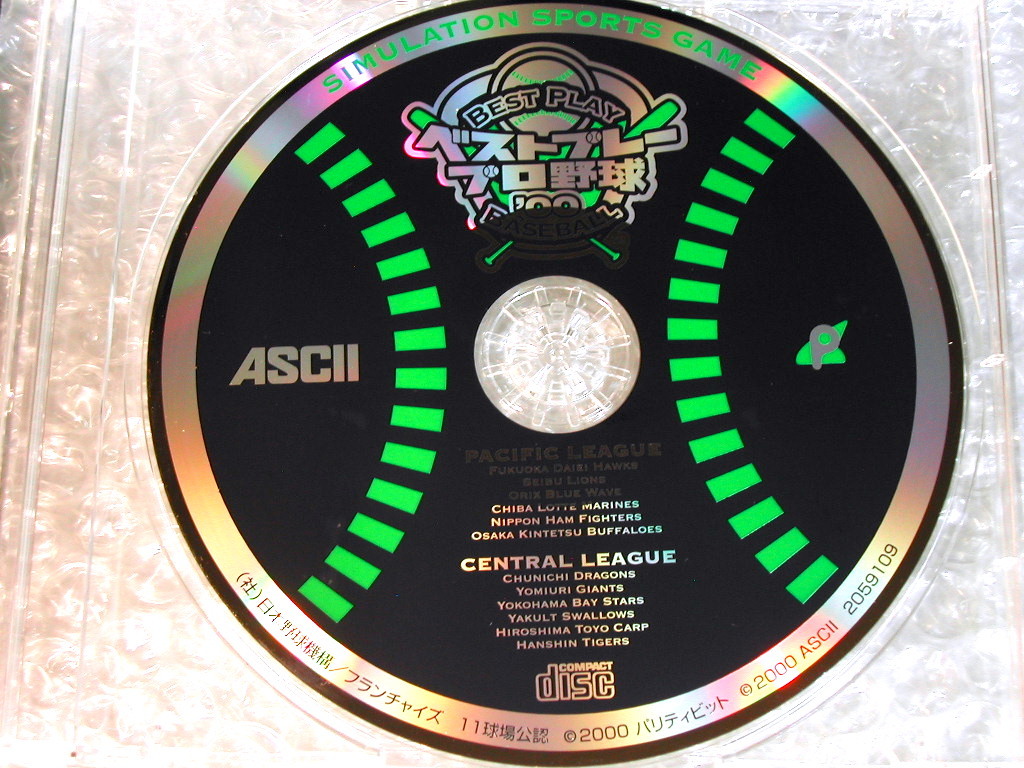 SIMULATION SPORTS GAME
BEST PLAY
ベストプレー
プロ野球
'00
BASEBALL
ASCII
P
PACIFIC LEAGUE
FUKUOKA DAIEI HAWKS
SEIBU LIONS
ORIX BLUE WAVE
CHIBA LOTTE MARINES
NIPPON HAM FIGHTERS
OSAKA KINTETSU BUFFALOES
CENTRAL LEAGUE
CHUNICHI DRAGONS
YOMIURI GIANTS
YOKOHAMA BAY STARS
YAKULT SWALLOWS
HIROSHIMA TOYO CARP
HANSHIN TIGERS
COMPACT
disc
(社)日本野球機構/フランチャイズ 11球場公認 ©2000 パリティビット ©2000 ASCII 2059109